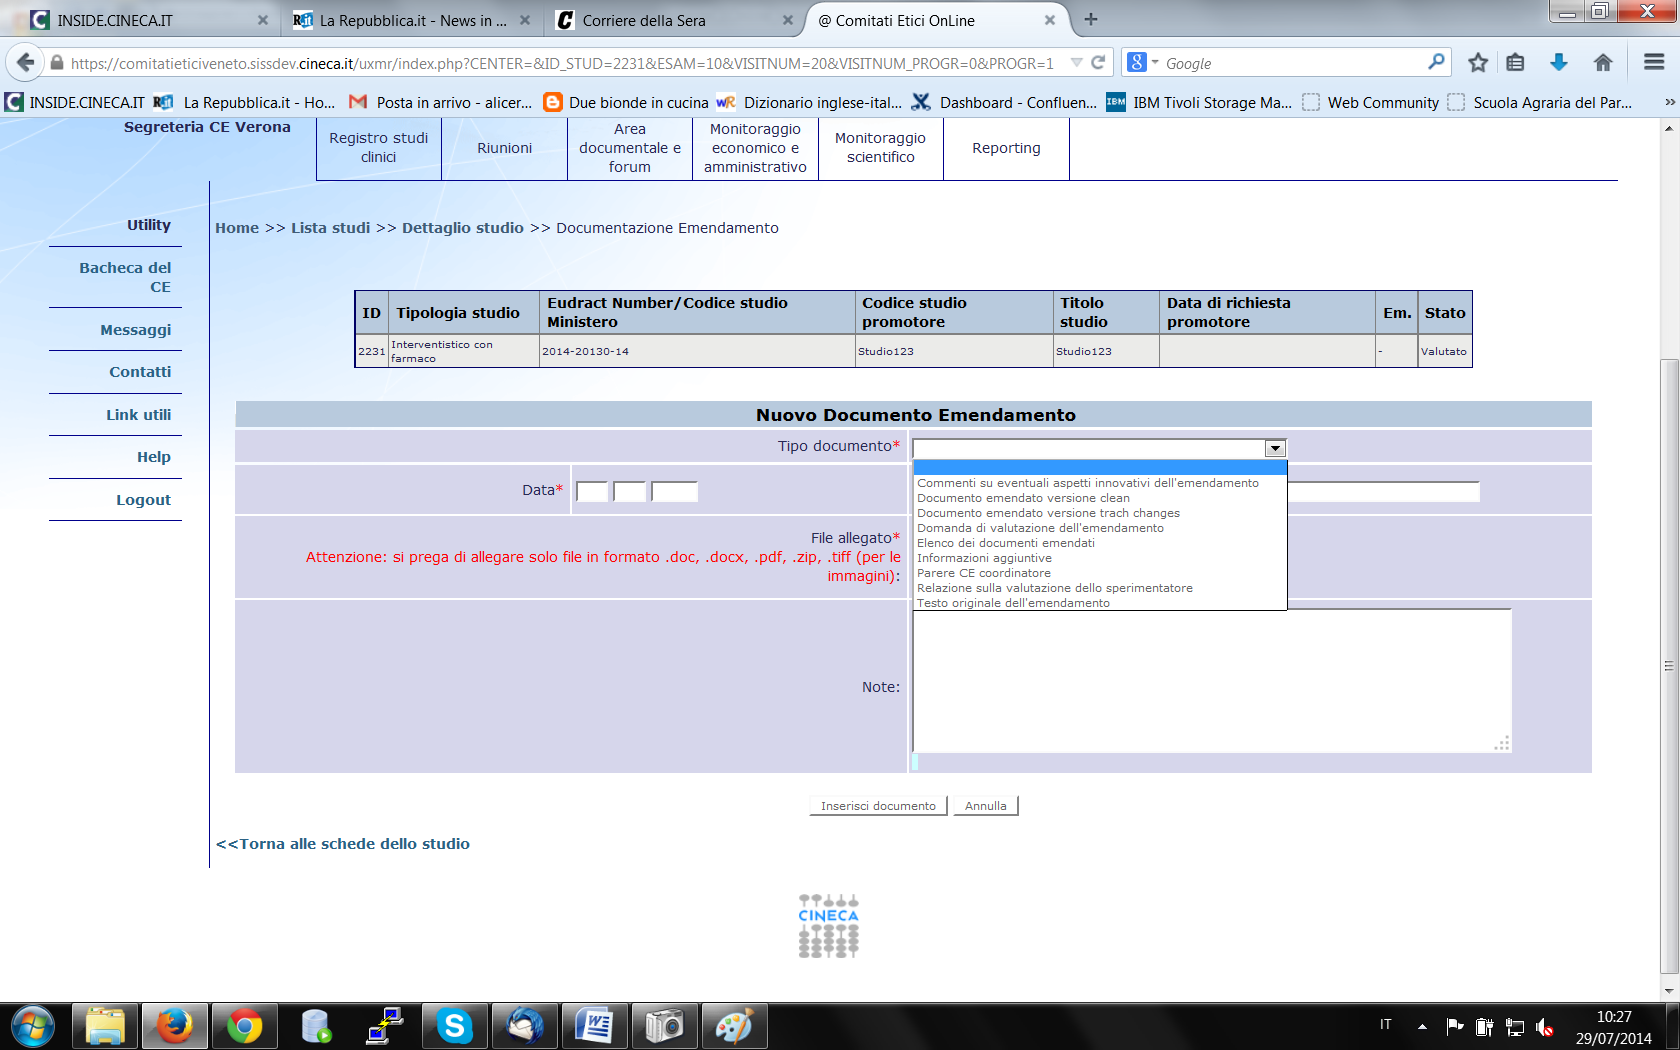 INSIDE.CINECA.IT
La Repubblica.it - News in ...
Corriere della Sera
@ Comitati Etici OnLine
https://comitatieticiveneto.sissdev.cineca.it/uxmr/index.php?CENTER=&ID_STUD=2231&ESAM=10&VISITNUM=20&VISITNUM_PROGR=0&PROGR=1
Google
INSIDE.CINECA.IT
La Repubblica.it - Ho...
Posta in arrivo - alicer...
Due bionde in cucina
Dizionario inglese-ital...
Dashboard - Confluen...
IBM Tivoli Storage Ma...
Web Community
Scuola Agraria del Par...
Segreteria CE Verona
Registro studi
clinici
Riunioni
Area
documentale e
forum
Monitoraggio
economico e
amministrativo
Monitoraggio
scientifico
Reporting
Utility
Bacheca del
CE
Messaggi
Contatti
Link utili
Help
Logout
Home >> Lista studi >> Dettaglio studio >> Documentazione Emendamento
ID
Tipologia studio
Eudract Number/Codice studio
Ministero
Codice studio
promotore
Titolo
studio
Data di richiesta
promotore
Em.
Stato
2231
Interventistico con
farmaco
2014-20130-14
Studio123
Studio123
-
Valutato
Nuovo Documento Emendamento
Tipo documento*
Commenti su eventuali aspetti innovativi dell'emendamento
Documento emendato versione clean
Documento emendato versione trach changes
Domanda di valutazione dell'emendamento
Elenco dei documenti emendati
Informazioni aggiuntive
Parere CE coordinatore
Relazione sulla valutazione dello sperimentatore
Testo originale dell'emendamento
Data*
File allegato*
Attenzione: si prega di allegare solo file in formato .doc, .docx, .pdf, .zip, .tiff (per le
immagini):
Note:
Inserisci documento
Annulla
<<Torna alle schede dello studio
CINECA
IT
10:27
29/07/2014